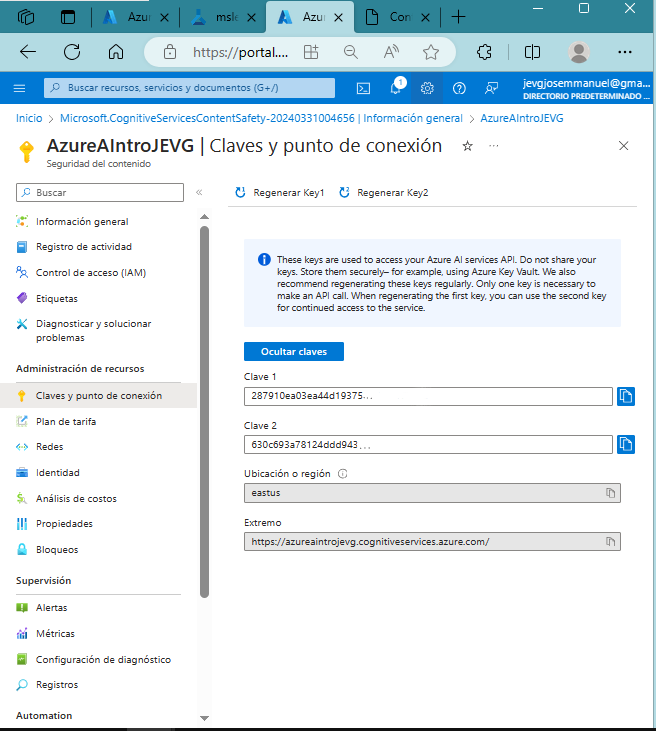 Azu
msle
Azu
Con
https://portal....
Buscar recursos, servicios y documentos (G+/)
1
jevgjosemmanuel@gma...
DIRECTORIO PREDETERMINADO ...
Inicio > Microsoft.CognitiveServicesContentSafety-20240331004656 | Información general > AzureAIntroJEVG
AzureAIntroJEVG | Claves y punto de conexión
Seguridad del contenido
Buscar
Regenerar Key1 Regenerar Key2
Información general
Registro de actividad
Control de acceso (IAM)
Etiquetas
Diagnosticar y solucionar
problemas
Administración de recursos
Claves y punto de conexión
Plan de tarifa
Redes
Identidad
Análisis de costos
Propiedades
Bloqueos
Supervisión
Alertas
Métricas
Configuración de diagnóstico
Registros
Automation
These keys are used to access your Azure AI services API. Do not share your
keys. Store them securely– for example, using Azure Key Vault. We also
recommend regenerating these keys regularly. Only one key is necessary to
make an API call. When regenerating the first key, you can use the second key
for continued access to the service.
Ocultar claves
Clave 1
287910ea03ea44d19375...
Clave 2
630c693a78124ddd943...
Ubicación o región
eastus
Extremo
https://azureaintrojevg.cognitiveservices.azure.com/